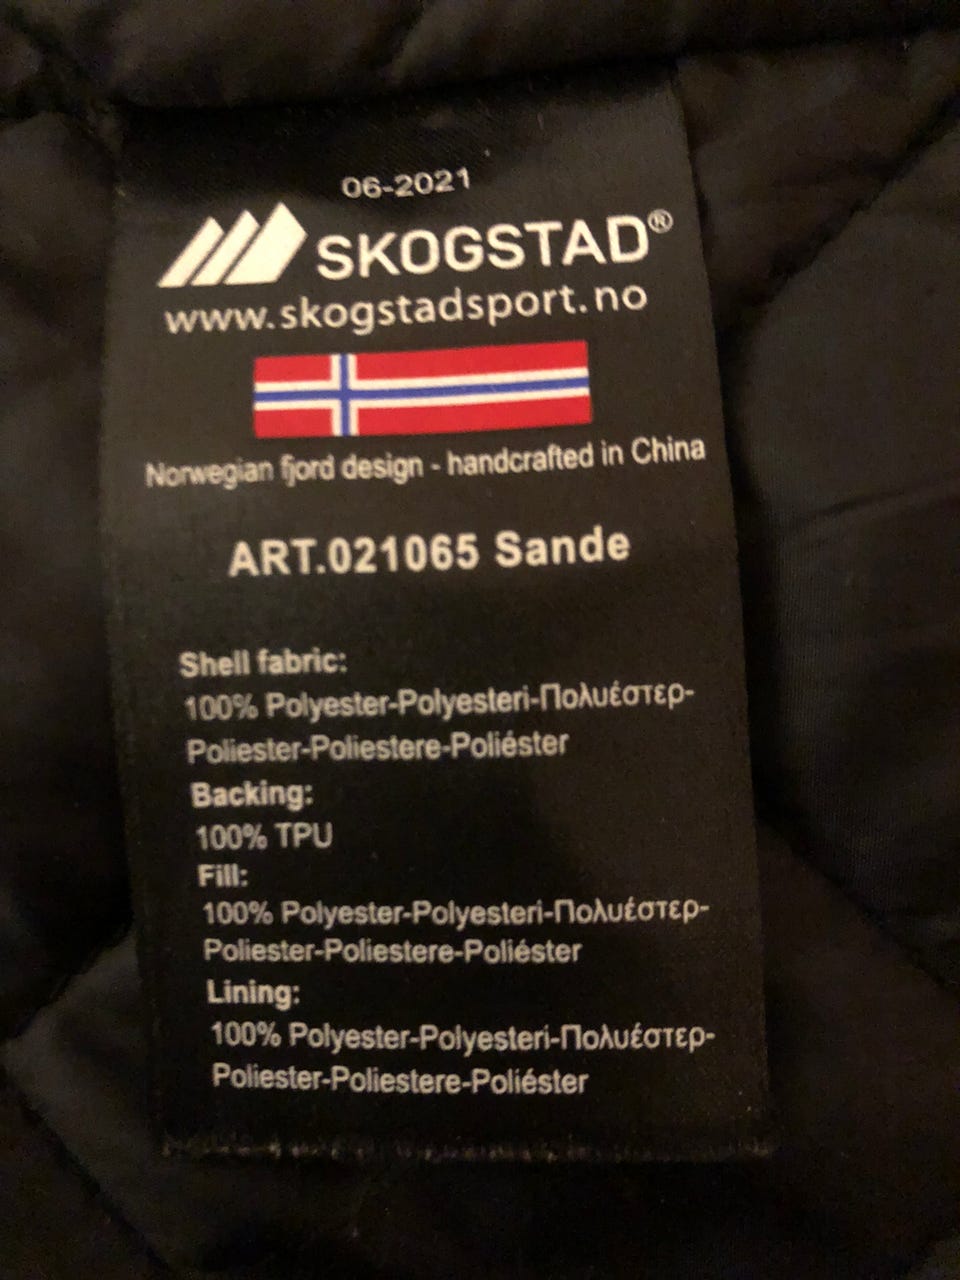 06-2021
SKOGSTAD®
www.skogstadsport.no
Norwegian fjord design - handcrafted in China
ART.021065 Sande
Shell fabric:
100% Polyester-Polyesteri-Πολυέστερ-
Poliester-Poliestere-Poliéster
Backing:
100% TPU
Fill:
100% Polyester-Polyesteri-Πολυέστερ-
Poliester-Poliestere-Poliéster
Lining:
100% Polyester-Polyesteri-Πολυέστερ-
Poliester-Poliestere-Poliéster